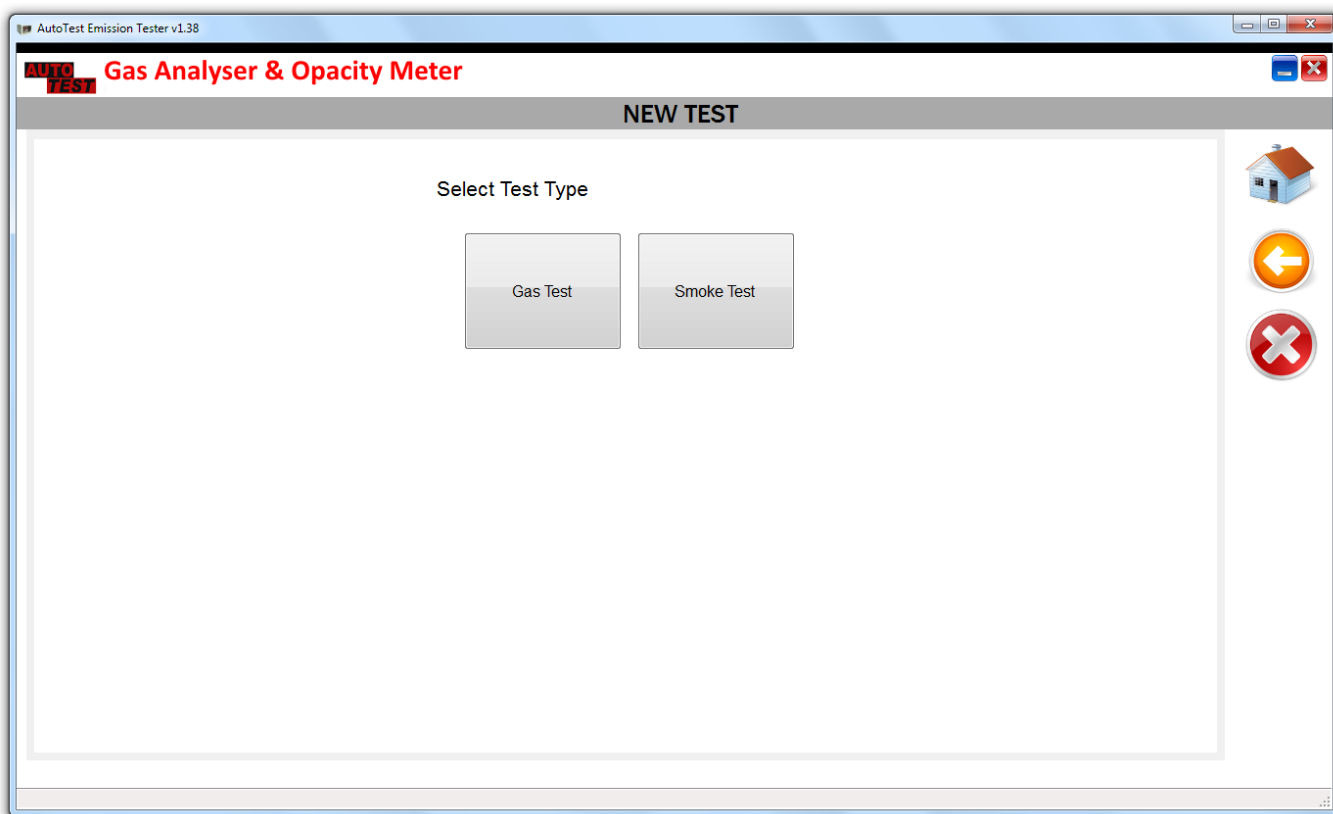 AutoTest Emission Tester v1.38
AUTO
TEST
Gas Analyser & Opacity Meter
NEW TEST
Select Test Type
Gas Test
Smoke Test